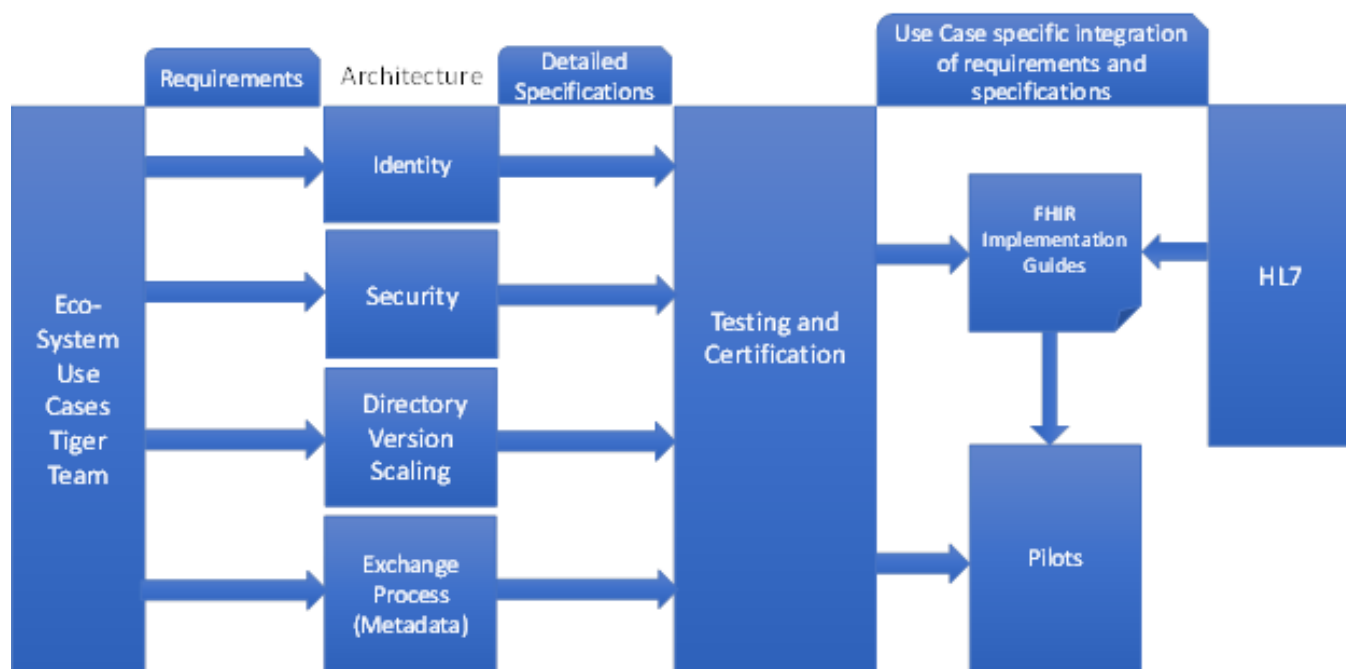 Requirements
Architecture
Detailed
Specifications
Use Case specific integration
of requirements and
specifications
Eco-
System
Use
Cases
Tiger
Team
Identity
Security
Directory
Version
Scaling
Exchange
Process
(Metadata)
Testing and
Certification
FHIR
Implementation
Guides
Pilots
HL7